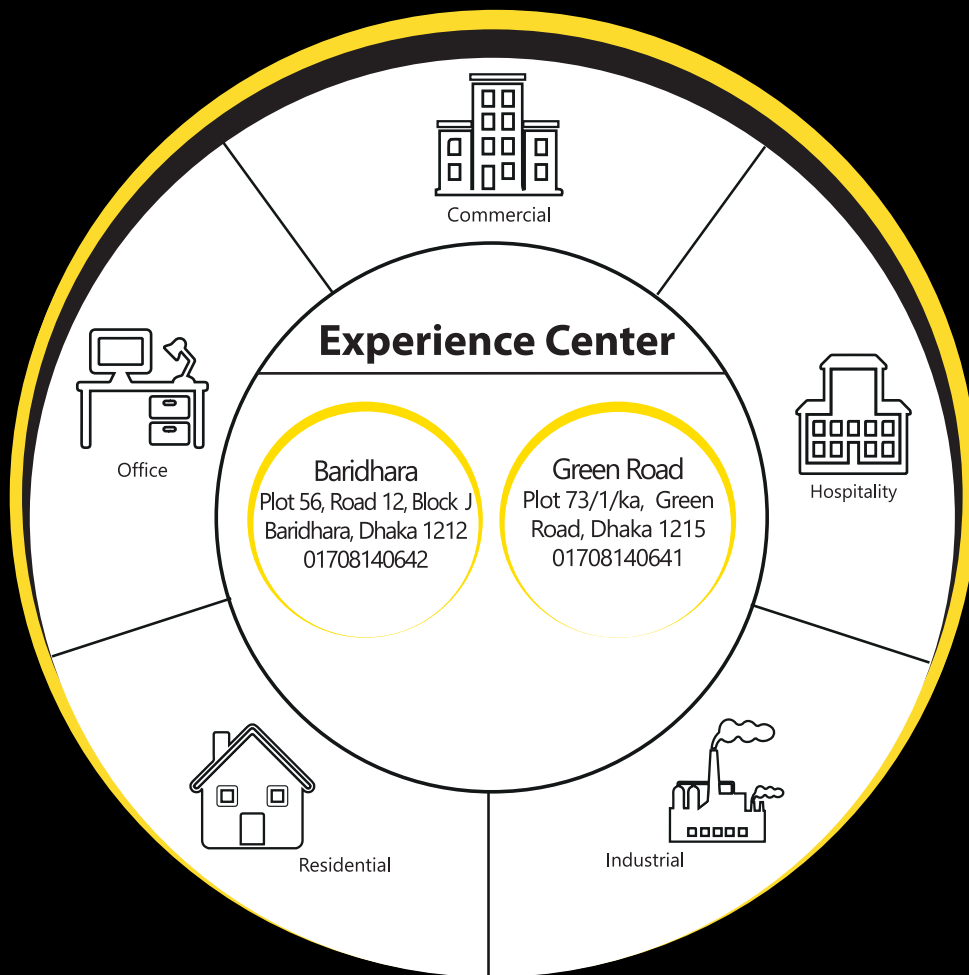 Commercial
Experience Center
Office
Hospitality
Baridhara
Plot 56, Road 12, Block J
Baridhara, Dhaka 1212
01708140642
Green Road
Plot 73/1/ka, Green
Road, Dhaka 1215
01708140641
Residential
Industrial